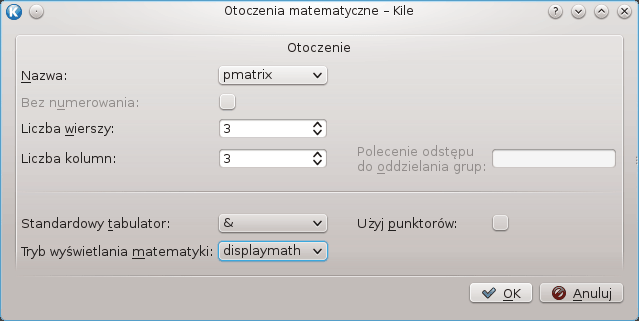 Otoczenia matematyczne – Kile
Otoczenie
Nazwa: pmatrix
Bez numerowania:
Liczba wierszy: 3
Liczba kolumn: 3 Polecenie odstępu
do oddzielania grup:
Standardowy tabulator: & Użyj punktorów:
Tryb wyświetlania matematyki: displaymath
OK Anuluj